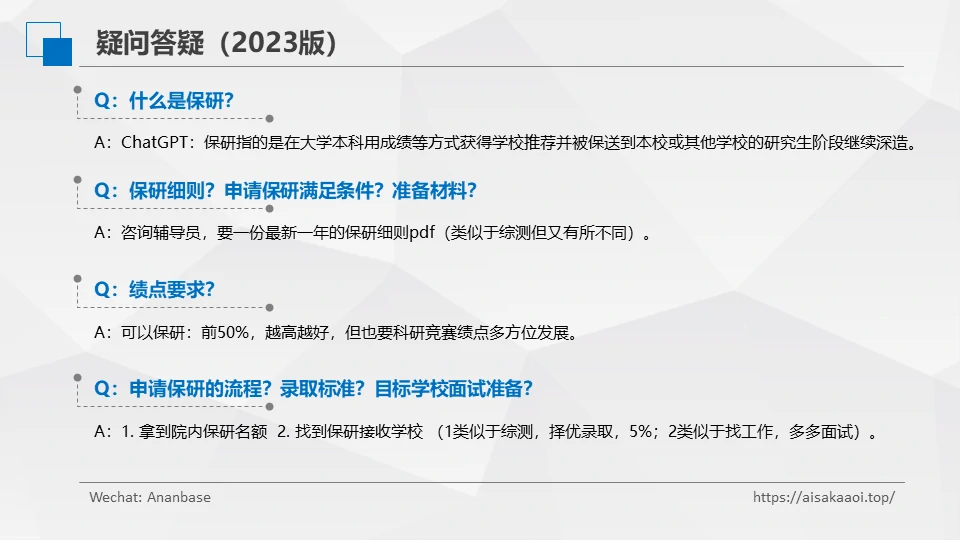 疑问答疑（2023版）
Q：什么是保研？
A：ChatGPT：保研指的是在大学本科用成绩等方式获得学校推荐并被保送到本校或其他学校的研究生阶段继续深造。
Q：保研细则？申请保研满足条件？准备材料？
A：咨询辅导员，要一份最新一年的保研细则pdf（类似于综测但又有所不同）。
Q：绩点要求？
A：可以保研：前50%，越高越好，但也要科研竞赛绩点多方位发展。
Q：申请保研的流程？录取标准？目标学校面试准备？
A：1. 拿到院内保研名额  2. 找到保研接收学校 （1类似于综测，择优录取，5%；2类似于找工作，多多面试）。
Wechat: Ananbase
https://aisakaaoi.top/